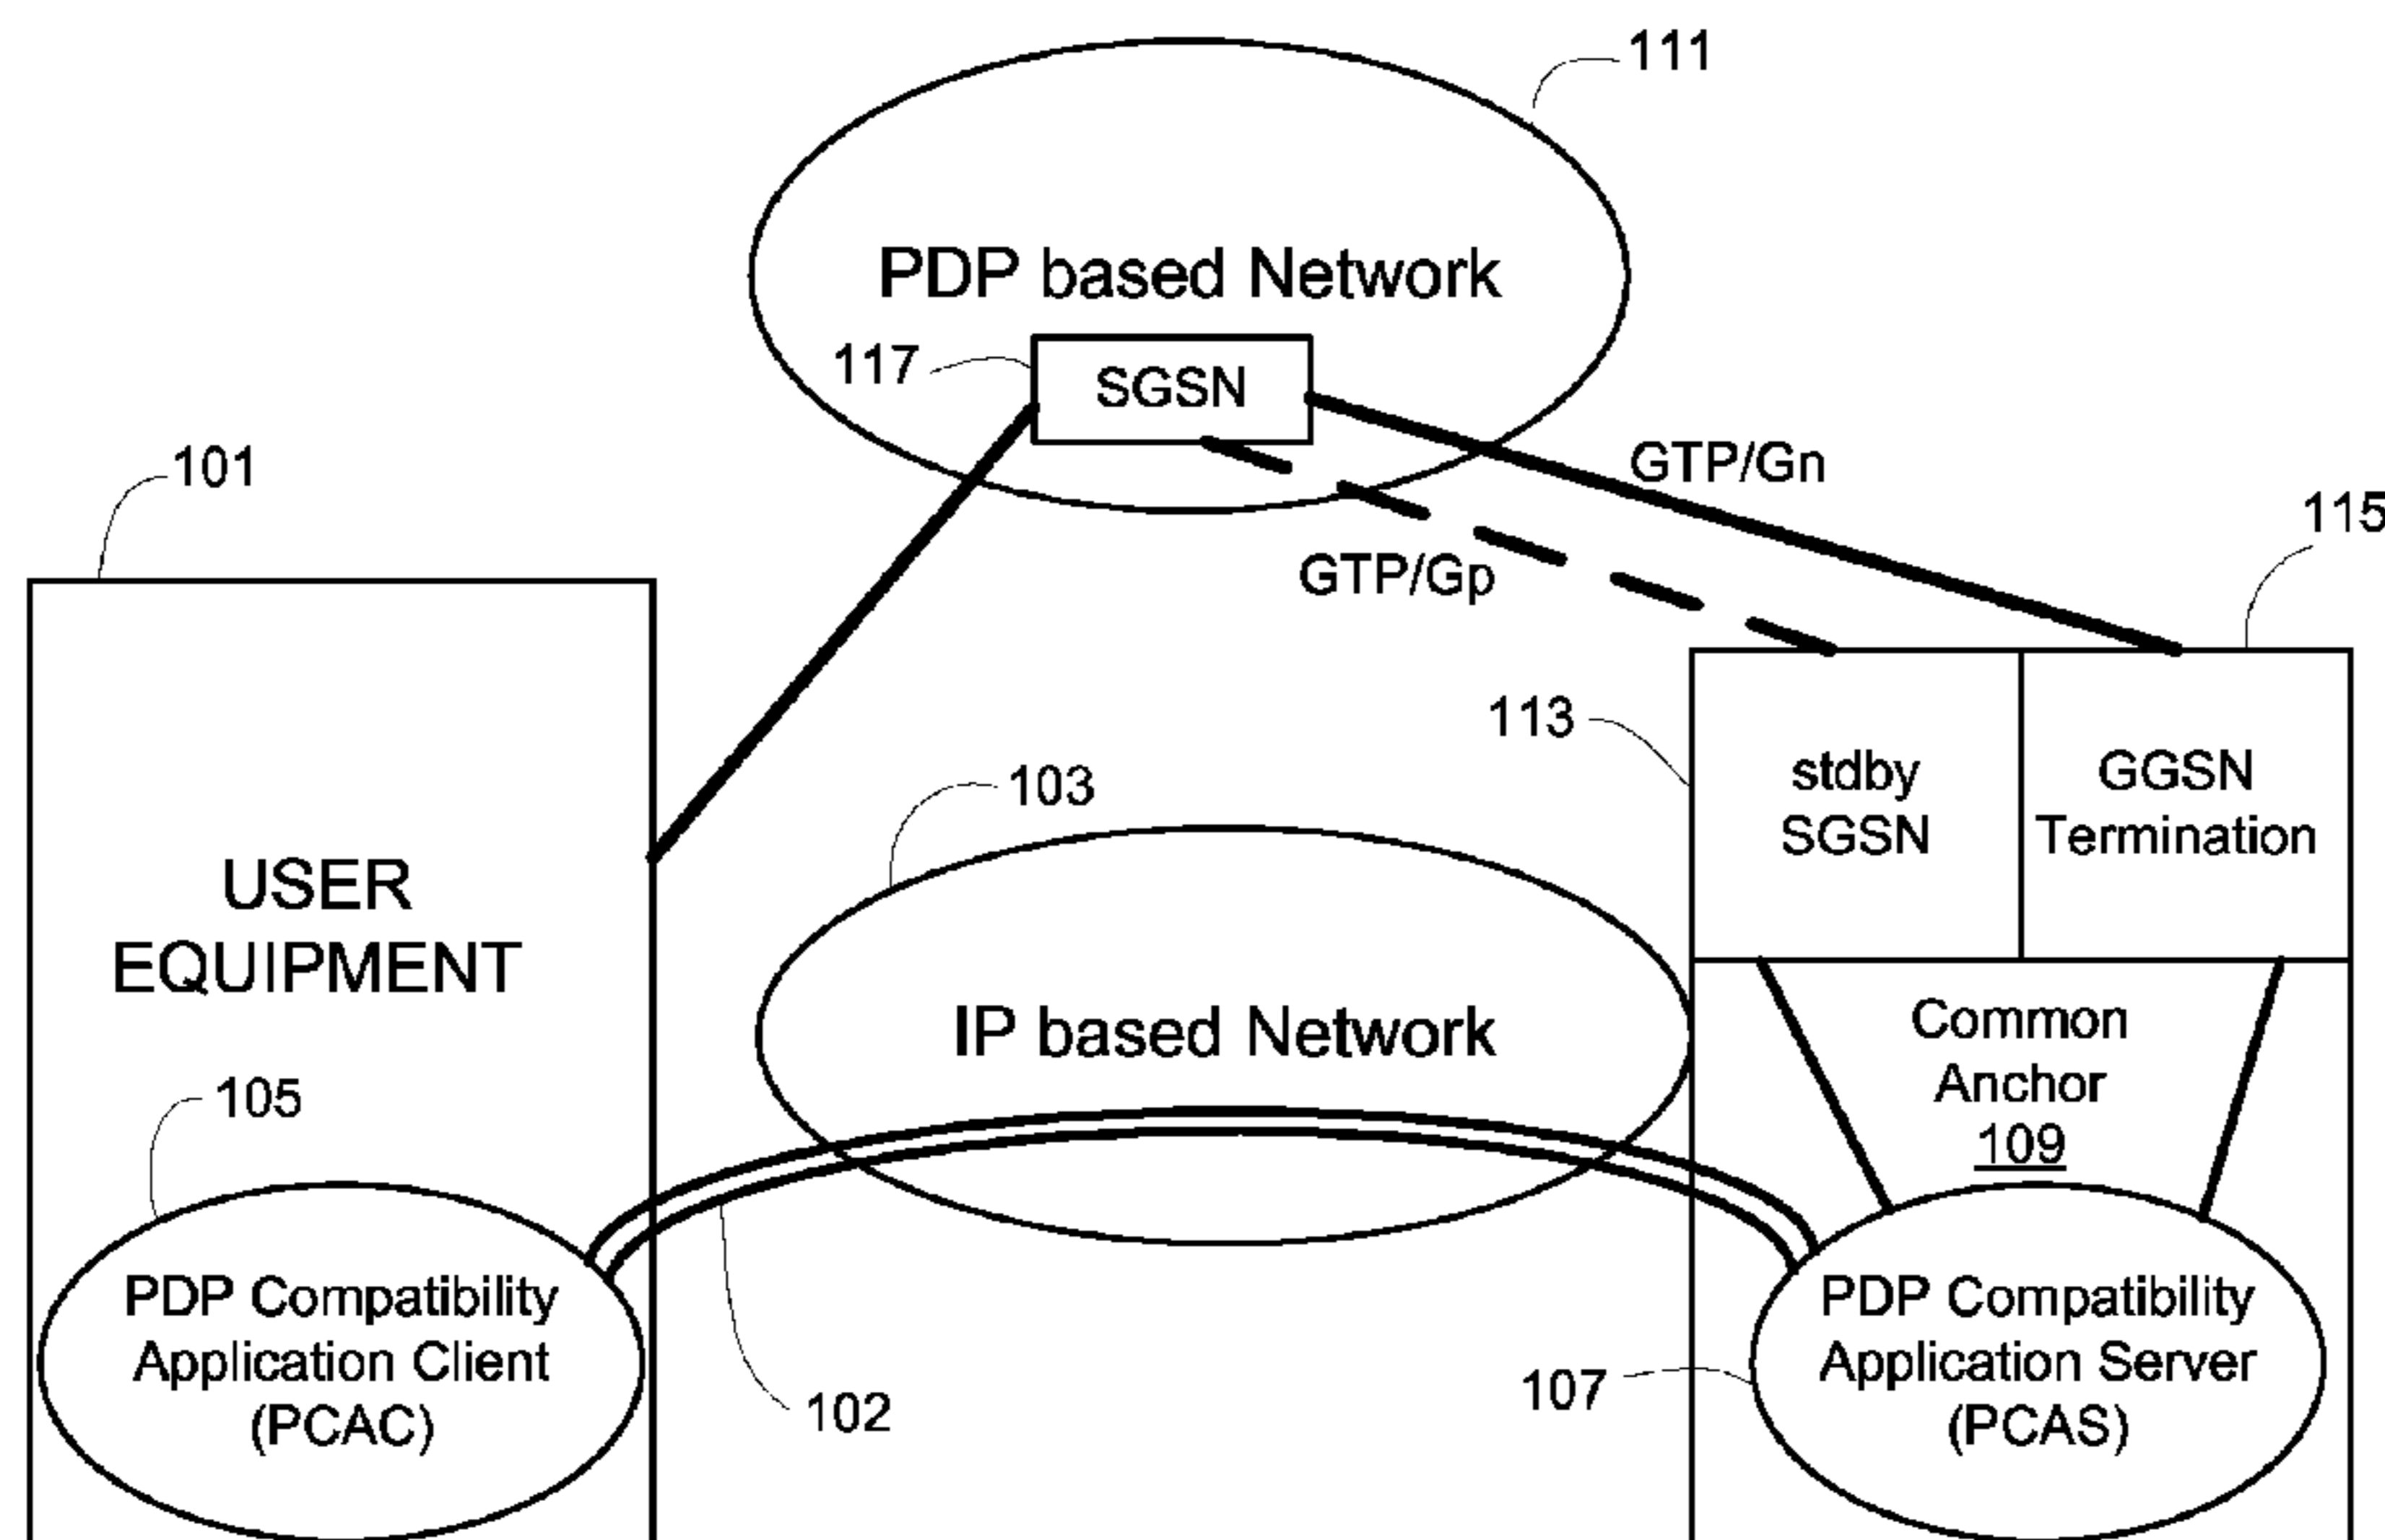 111
PDP based Network
117
SGSN
101
GTP/Gn
115
GTP/Gp
113
stdby
SGSN
GGSN
Termination
103
USER
EQUIPMENT
IP based Network
Common
Anchor
109
105
PDP Compatibility
Application Client
(PCAC)
102
107
PDP Compatibility
Application Server
(PCAS)